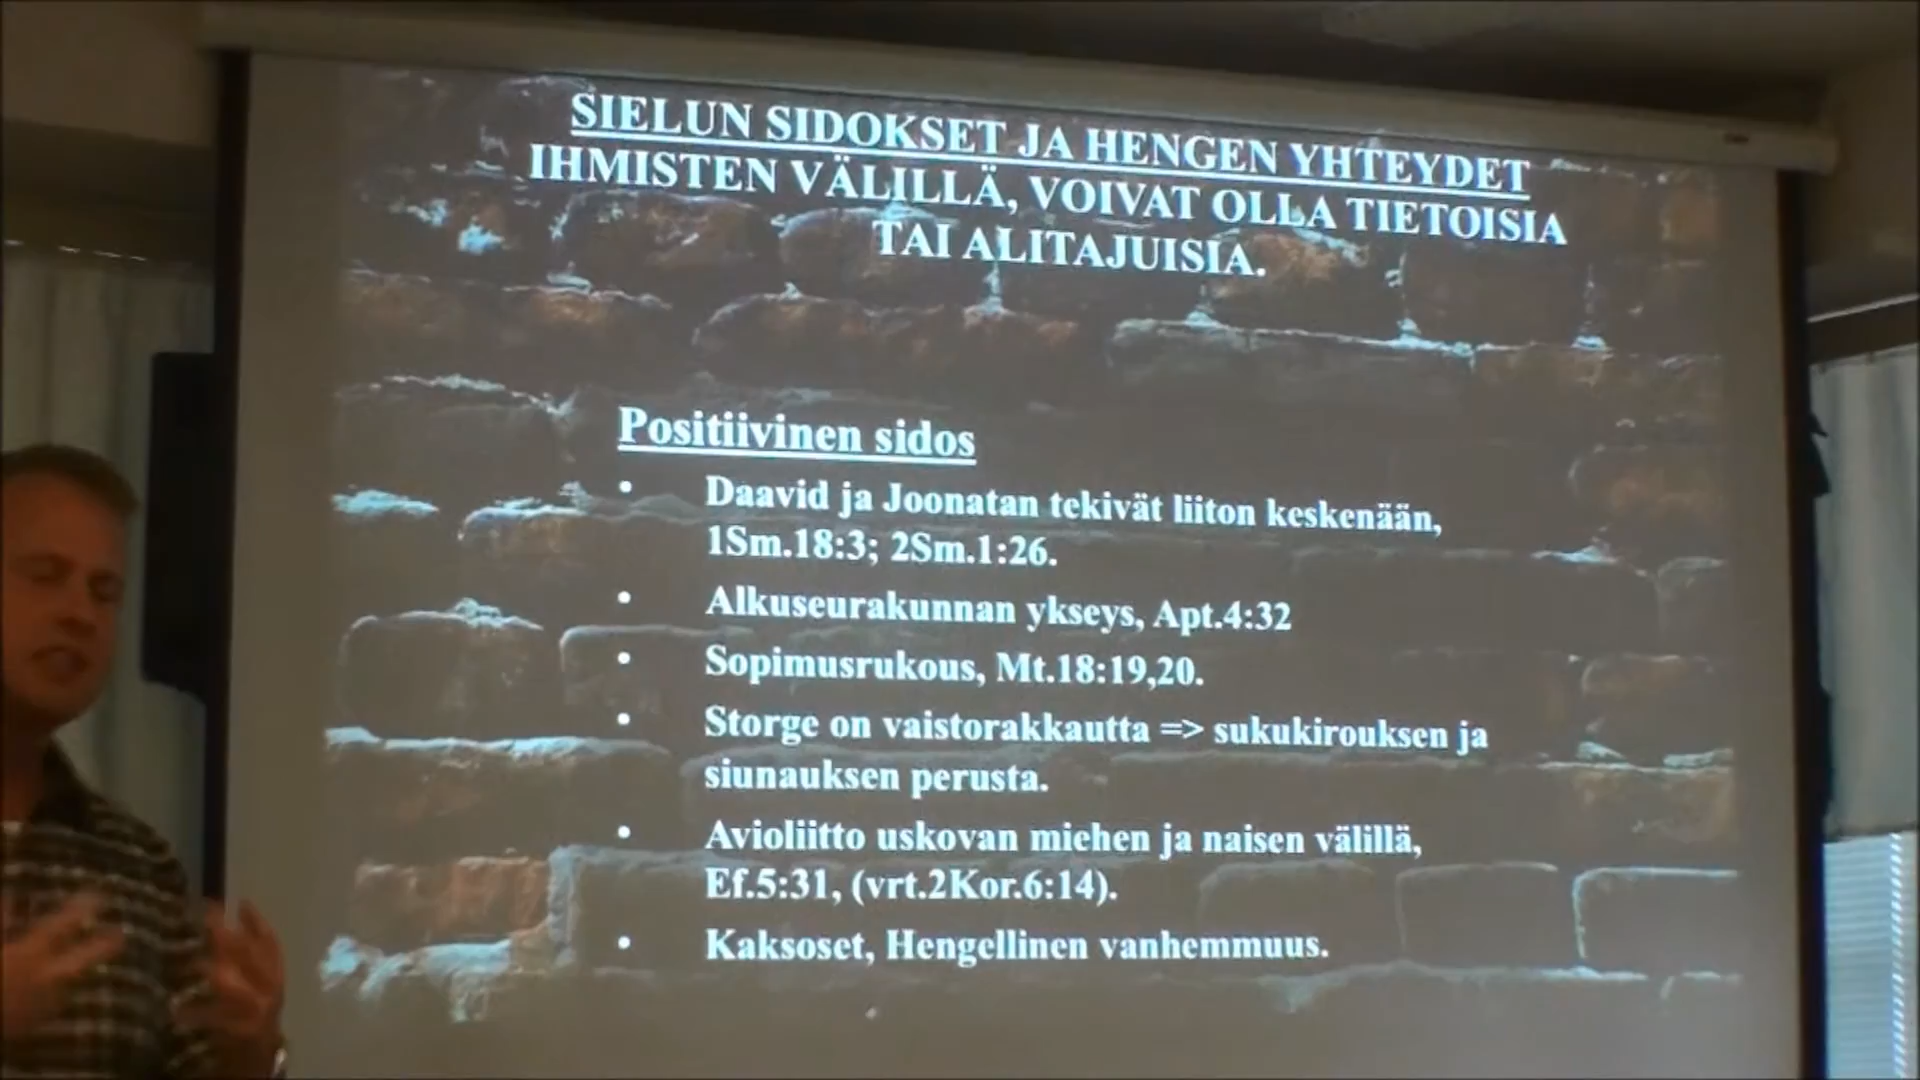 SIELUN SIDOKSET JA HENGEN YHTEYDET
IHMISTEN VÄLILLÄ, VOIVAT OLLA TIETOISIA
TAI ALITAJUISIA.
Positiivinen sidos
• Daavid ja Joonatan tekivät liiton keskenään,
1Sm.18:3; 2Sm.1:26.
• Alkuseurakunnan ykseys, Apt.4:32
• Sopimusrukous, Mt.18:19,20.
• Storge on vaistorakkautta => sukukirouksen ja
siunauksen perusta.
• Avioliitto uskovan miehen ja naisen välillä,
Ef.5:31, (vrt.2Kor.6:14).
• Kaksoset, Hengellinen vanhemmuus.